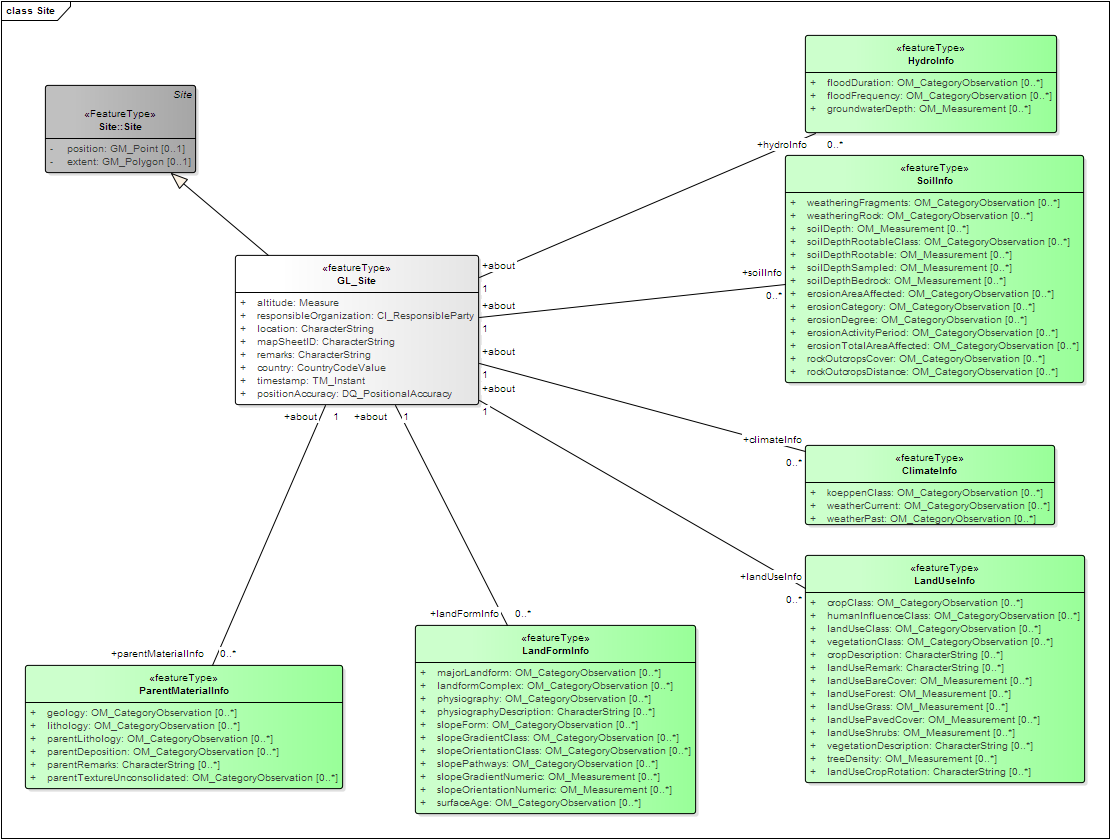 class Site
Site
«FeatureType»
Site::Site
- position: GM_Point [0..1]
- extent: GM_Polygon [0..1]
«featureType»
HydroInfo
+ floodDuration: OM_CategoryObservation [0..*]
+ floodFrequency: OM_CategoryObservation [0..*]
+ groundwaterDepth: OM_Measurement [0..*]
+hydroInfo 0..*
«featureType»
SoilInfo
+ weatheringFragments: OM_CategoryObservation [0..*]
+ weatheringRock: OM_CategoryObservation [0..*]
+ soilDepth: OM_Measurement [0..*]
+ soilDepthRootableClass: OM_CategoryObservation [0..*]
+ soilDepthRootable: OM_Measurement [0..*]
+ soilDepthSampled: OM_Measurement [0..*]
+ soilDepthBedrock: OM_Measurement [0..*]
+ erosionAreaAffected: OM_CategoryObservation [0..*]
+ erosionCategory: OM_CategoryObservation [0..*]
+ erosionDegree: OM_CategoryObservation [0..*]
+ erosionActivityPeriod: OM_CategoryObservation [0..*]
+ erosionTotalAreaAffected: OM_CategoryObservation [0..*]
+ rockOutcropsCover: OM_CategoryObservation [0..*]
+ rockOutcropsDistance: OM_CategoryObservation [0..*]
+soilInfo
0..*
«featureType»
GL_Site
+ altitude: Measure
+ responsibleOrganization: CI_ResponsibleParty
+ location: CharacterString
+ mapSheetID: CharacterString
+ remarks: CharacterString
+ country: CountryCodeValue
+ timestamp: TM_Instant
+ positionAccuracy: DQ_PositionalAccuracy
+about
1
+about
1
+about
1
+about
1
+about 1
+about 1
+climateInfo
0..*
«featureType»
ClimateInfo
+ koeppenClass: OM_CategoryObservation [0..*]
+ weatherCurrent: OM_CategoryObservation [0..*]
+ weatherPast: OM_CategoryObservation [0..*]
+landUseInfo
0..*
«featureType»
LandUseInfo
+ cropClass: OM_CategoryObservation [0..*]
+ humanInfluenceClass: OM_CategoryObservation [0..*]
+ landUseClass: OM_CategoryObservation [0..*]
+ vegetationClass: OM_CategoryObservation [0..*]
+ cropDescription: CharacterString [0..*]
+ landUseRemark: CharacterString [0..*]
+ landUseBareCover: OM_Measurement [0..*]
+ landUseForest: OM_Measurement [0..*]
+ landUseGrass: OM_Measurement [0..*]
+ landUsePavedCover: OM_Measurement [0..*]
+ landUseShrubs: OM_Measurement [0..*]
+ vegetationDescription: CharacterString [0..*]
+ treeDensity: OM_Measurement [0..*]
+ landUseCropRotation: CharacterString [0..*]
+landFormInfo 0..*
«featureType»
LandFormInfo
+ majorLandform: OM_CategoryObservation [0..*]
+ landformComplex: OM_CategoryObservation [0..*]
+ physiography: OM_CategoryObservation [0..*]
+ physiographyDescription: CharacterString [0..*]
+ slopeForm: OM_CategoryObservation [0..*]
+ slopeGradientClass: OM_CategoryObservation [0..*]
+ slopeOrientationClass: OM_CategoryObservation [0..*]
+ slopePathways: OM_CategoryObservation [0..*]
+ slopeGradientNumeric: OM_Measurement [0..*]
+ slopeOrientationNumeric: OM_Measurement [0..*]
+ surfaceAge: OM_CategoryObservation [0..*]
+parentMaterialInfo 0..*
«featureType»
ParentMaterialInfo
+ geology: OM_CategoryObservation [0..*]
+ lithology: OM_CategoryObservation [0..*]
+ parentLithology: OM_CategoryObservation [0..*]
+ parentDeposition: OM_CategoryObservation [0..*]
+ parentRemarks: CharacterString [0..*]
+ parentTextureUnconsolidated: OM_CategoryObservation [0..*]